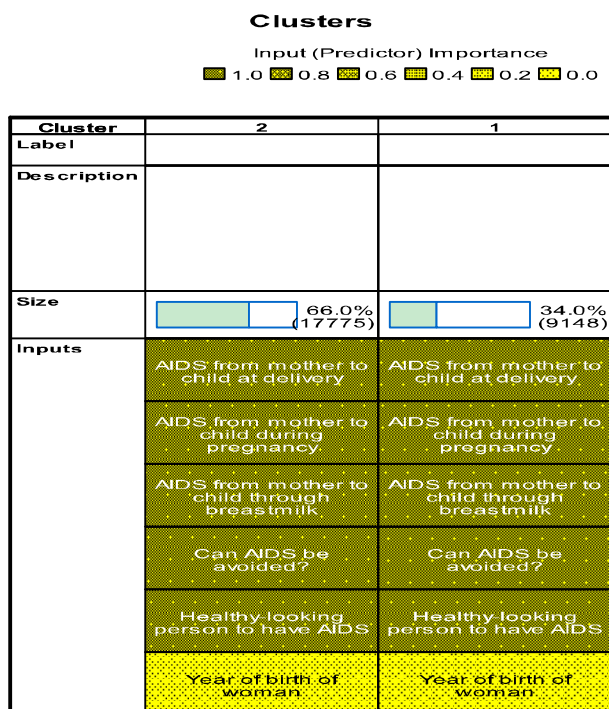 Clusters
Input (Predictor) Importance
1.0 0.8 0.6 0.4 0.2 0.0
Cluster 2 1
Label
Description
Size 66.0% 34.0%
(17775) (9148)
Inputs
AIDS from mother to child at delivery AIDS from mother to child at delivery
AIDS from mother to child during pregnancy AIDS from mother to child during pregnancy
AIDS from mother to child through breastmilk AIDS from mother to child through breastmilk
Can AIDS be avoided? Can AIDS be avoided?
Healthy-looking person to have AIDS Healthy-looking person to have AIDS
Year of birth of woman Year of birth of woman